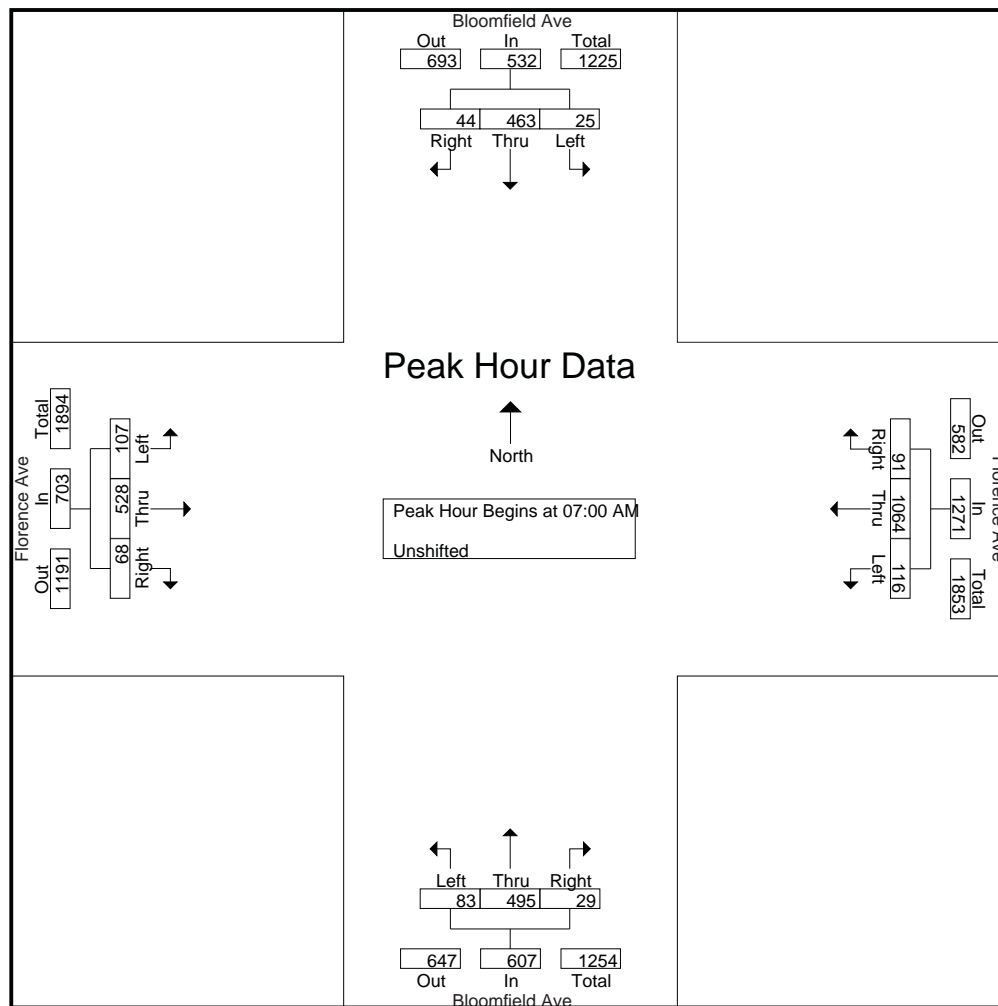 Bloomfield Ave
Out In Total
693 532 1225
44 463 25
Right Thru Left
Peak Hour Data
North
Peak Hour Begins at 07:00 AM
Unshifted
Florence Ave
Out In Total
1191 703 1894
Right Thru Left
68 528 107
Florence Ave
Out In Total
582 1271 1853
Right Thru Left
91 1064 116
Left Thru Right
83 495 29
647 607 1254
Out In Total
Bloomfield Ave